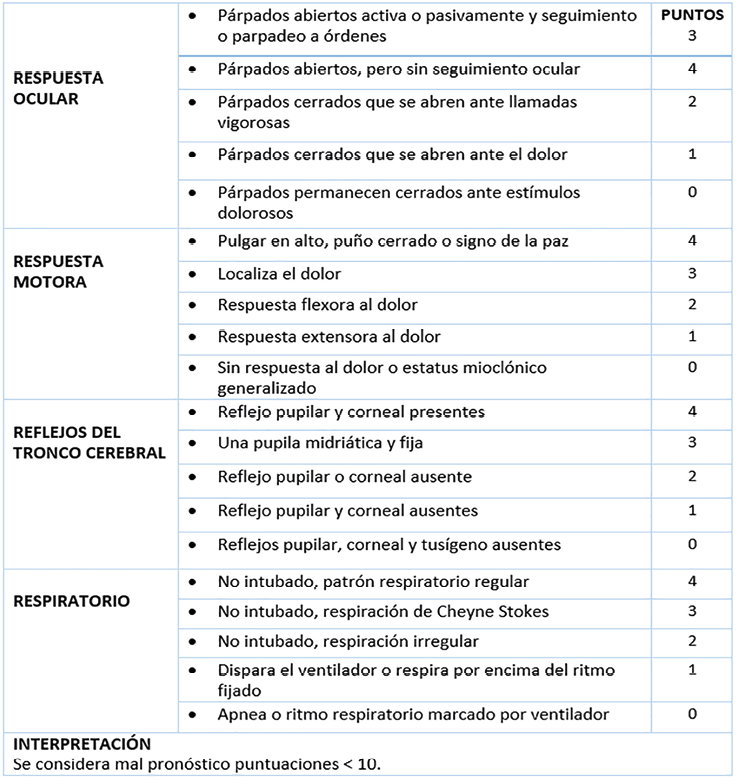 PUNTOS
RESPUESTA
OCULAR
• Párpados abiertos activa o pasivamente y seguimiento
o parpadeo a órdenes
3
• Párpados abiertos, pero sin seguimiento ocular
4
• Párpados cerrados que se abren ante llamadas
vigorosas
2
• Párpados cerrados que se abren ante el dolor
1
• Párpados permanecen cerrados ante estímulos
dolorosos
0
RESPUESTA
MOTORA
• Pulgar en alto, puño cerrado o signo de la paz
4
• Localiza el dolor
3
• Respuesta flexora al dolor
2
• Respuesta extensora al dolor
1
• Sin respuesta al dolor o estatus mioclónico
generalizado
0
REFLEJOS DEL
TRONCO CEREBRAL
• Reflejo pupilar y corneal presentes
4
• Una pupila midriática y fija
3
• Reflejo pupilar o corneal ausente
2
• Reflejo pupilar y corneal ausentes
1
• Reflejos pupilar, corneal y tusígeno ausentes
0
RESPIRATORIO
• No intubado, patrón respiratorio regular
4
• No intubado, respiración de Cheyne Stokes
3
• No intubado, respiración irregular
2
• Dispara el ventilador o respira por encima del ritmo
fijado
1
• Apnea o ritmo respiratorio marcado por ventilador
0
INTERPRETACIÓN
Se considera mal pronóstico puntuaciones < 10.